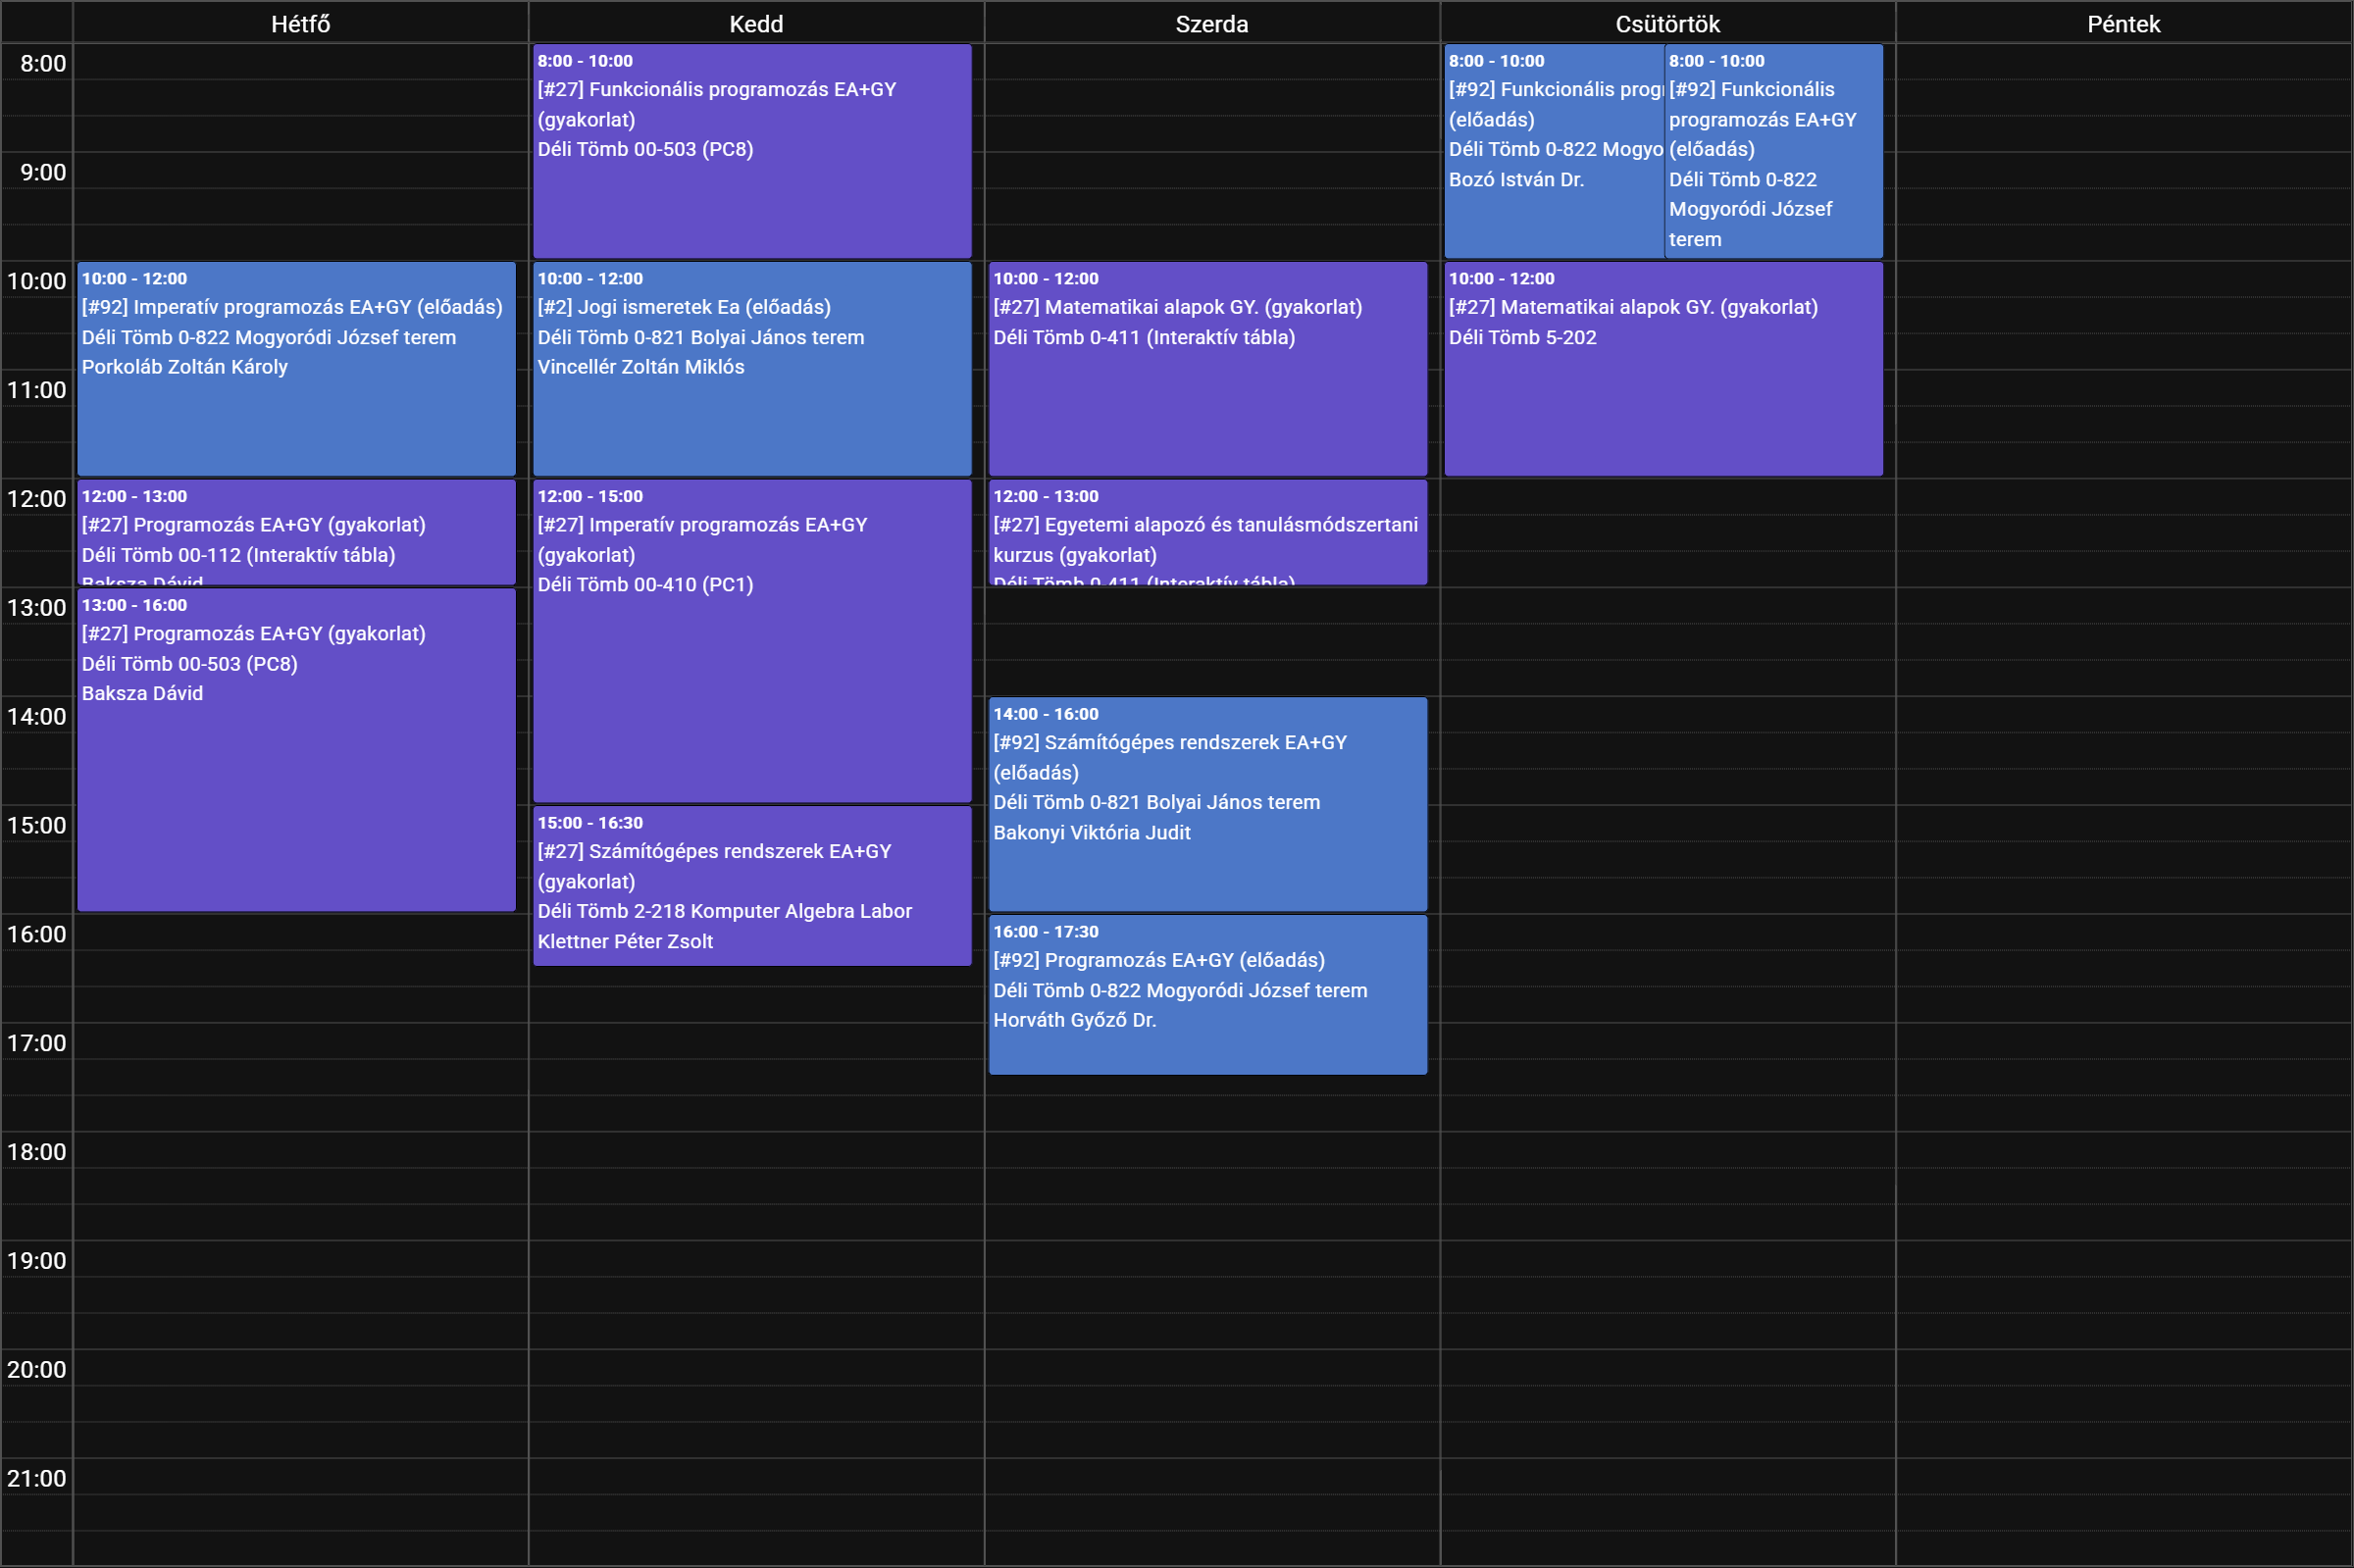 Hétfő
Kedd
Szerda
Csütörtök
Péntek
8:00
9:00
10:00
11:00
12:00
13:00
14:00
15:00
16:00
17:00
18:00
19:00
20:00
21:00
10:00 - 12:00
[#92] Imperatív programozás EA+GY (előadás)
Déli Tömb 0-822 Mogyoródi József terem
Porkoláb Zoltán Károly
12:00 - 13:00
[#27] Programozás EA+GY (gyakorlat)
Déli Tömb 00-112 (Interaktív tábla)
Baksza Dávid
13:00 - 16:00
[#27] Programozás EA+GY (gyakorlat)
Déli Tömb 00-503 (PC8)
Baksza Dávid
8:00 - 10:00
[#27] Funkcionális programozás EA+GY
(gyakorlat)
Déli Tömb 00-503 (PC8)
10:00 - 12:00
[#2] Jogi ismeretek Ea (előadás)
Déli Tömb 0-821 Bolyai János terem
Vincellér Zoltán Miklós
12:00 - 15:00
[#27] Imperatív programozás EA+GY
(gyakorlat)
Déli Tömb 00-410 (PC1)
15:00 - 16:30
[#27] Számítógépes rendszerek EA+GY
(gyakorlat)
Déli Tömb 2-218 Komputer Algebra Labor
Klettner Péter Zsolt
10:00 - 12:00
[#27] Matematikai alapok GY. (gyakorlat)
Déli Tömb 0-411 (Interaktív tábla)
12:00 - 13:00
[#27] Egyetemi alapozó és tanulásmódszertani
kurzus (gyakorlat)
Déli Tömb 0-411 (Interaktív tábla)
14:00 - 16:00
[#92] Számítógépes rendszerek EA+GY
(előadás)
Déli Tömb 0-821 Bolyai János terem
Bakonyi Viktória Judit
16:00 - 17:30
[#92] Programozás EA+GY (előadás)
Déli Tömb 0-822 Mogyoródi József terem
Horváth Győző Dr.
8:00 - 10:00
[#92] Funkcionális prog
(előadás)
Déli Tömb 0-822 Mogyo
Bozó István Dr.
8:00 - 10:00
[#92] Funkcionális
programozás EA+GY
(előadás)
Déli Tömb 0-822
Mogyoródi József
terem
10:00 - 12:00
[#27] Matematikai alapok GY. (gyakorlat)
Déli Tömb 5-202